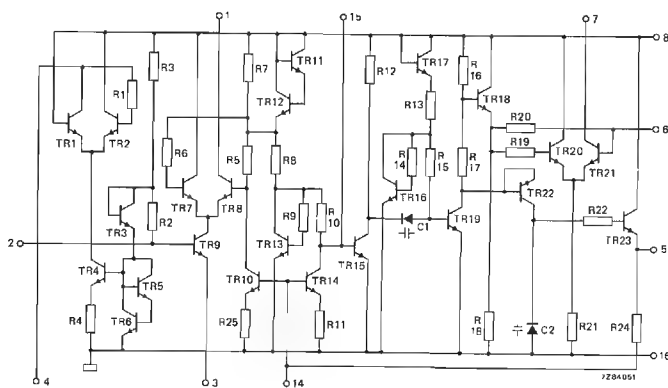 1
15
7
8
R3
R7
TR11
R12
TR17
R
16
R1
TR12
TR18
R13
R20
6
TR1
TR2
R6
R5
R8
R
14
R
15
R19
TR20
TR21
R
17
TR7
TR8
TR16
TR22
TR3
R2
R9
R
10
R22
C1
TR19
TR23
2
TR9
TR13
TR15
5
TR4
TR5
TR10
TR14
R4
TR6
R25
R11
R
18
C2
R21
R24
16
4
3
14
7Z84051